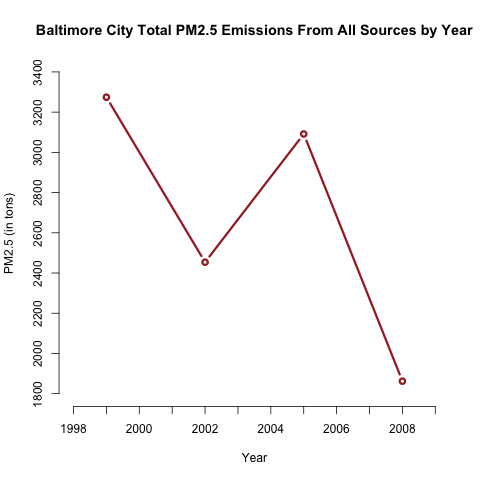 Baltimore City Total PM2.5 Emissions From All Sources by Year
PM2.5 (in tons)
3400
3200
3000
2800
2600
2400
2200
2000
1800
1998 2000 2002 2004 2006 2008
Year